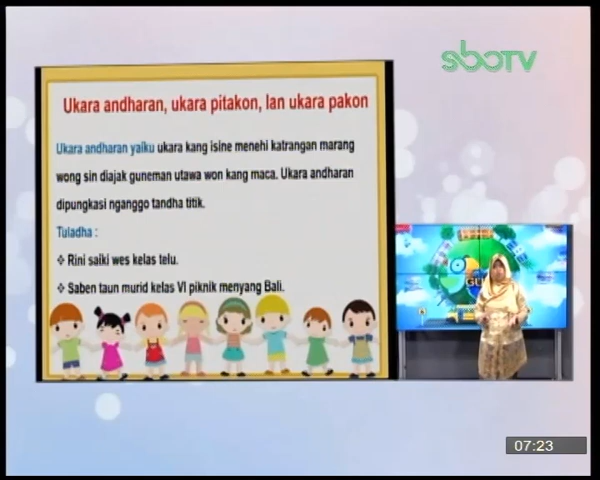 sboTV
Ukara andharan, ukara pitakon, lan ukara pakon
Ukara andharan yaiku ukara kang isine menehi katrangan marang
wong sin diajak guneman utawa won kang maca. Ukara andharan
dipungkasi nganggo tandha titik.
Tuladha :
❖ Rini saiki wes kelas telu.
❖ Saben taun murid kelas VI piknik menyang Bali.
07:23